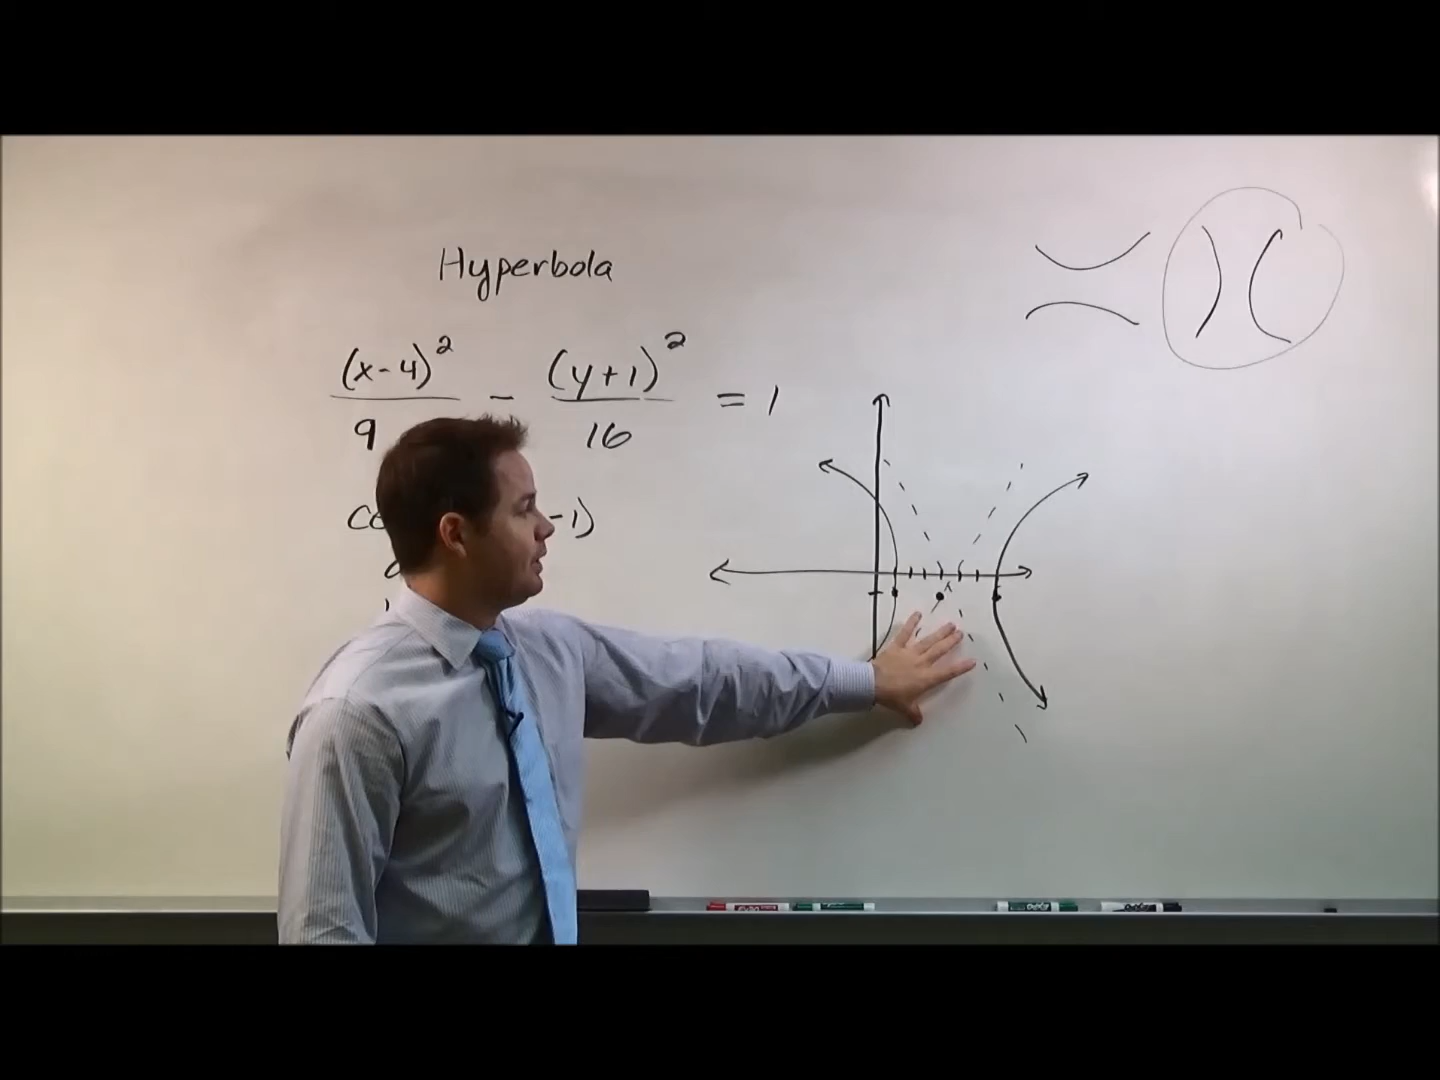 Hyperbola
(x-4)² / 9 - (y+1)² / 16 = 1
-1)